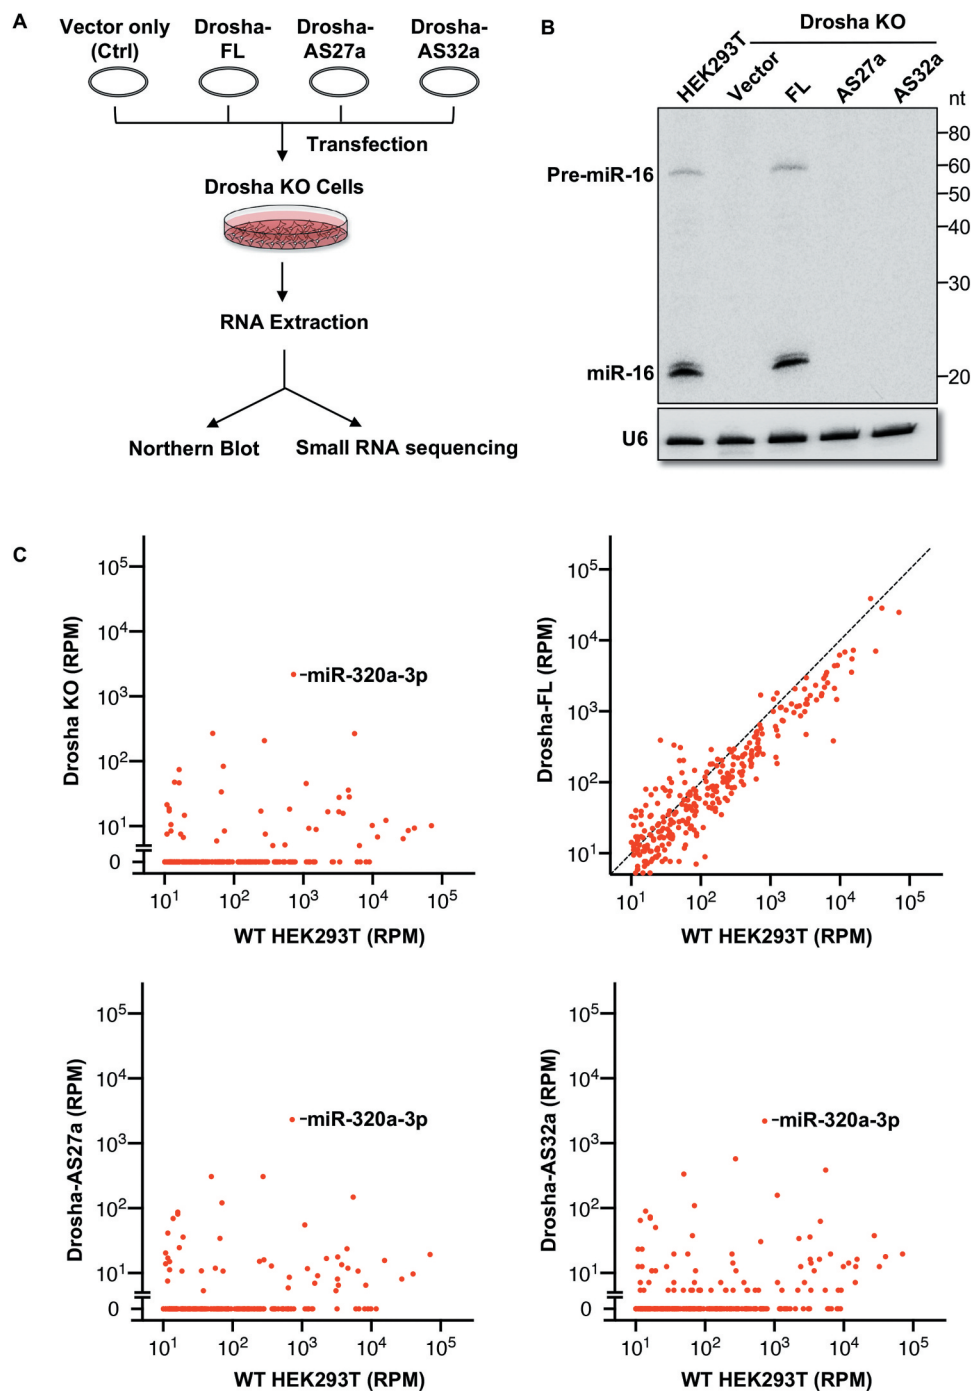 A
Vector only (Ctrl)
Drosha-FL
Drosha-AS27a
Drosha-AS32a
Transfection
Drosha KO Cells
RNA Extraction
Northern Blot
Small RNA sequencing
B
Drosha KO
HEK293T
Vector
FL
AS27a
AS32a
nt
80
Pre-miR-16
60
50
40
30
miR-16
20
U6
C
Drosha KO (RPM)
10⁵
10⁴
10³
10²
10¹
0
-miR-320a-3p
10¹ 10² 10³ 10⁴ 10⁵
WT HEK293T (RPM)
Drosha-FL (RPM)
10⁵
10⁴
10³
10²
10¹
10¹ 10² 10³ 10⁴ 10⁵
WT HEK293T (RPM)
Drosha-AS27a (RPM)
10⁵
10⁴
10³
10²
10¹
0
-miR-320a-3p
10¹ 10² 10³ 10⁴ 10⁵
WT HEK293T (RPM)
Drosha-AS32a (RPM)
10⁵
10⁴
10³
10²
10¹
0
-miR-320a-3p
10¹ 10² 10³ 10⁴ 10⁵
WT HEK293T (RPM)